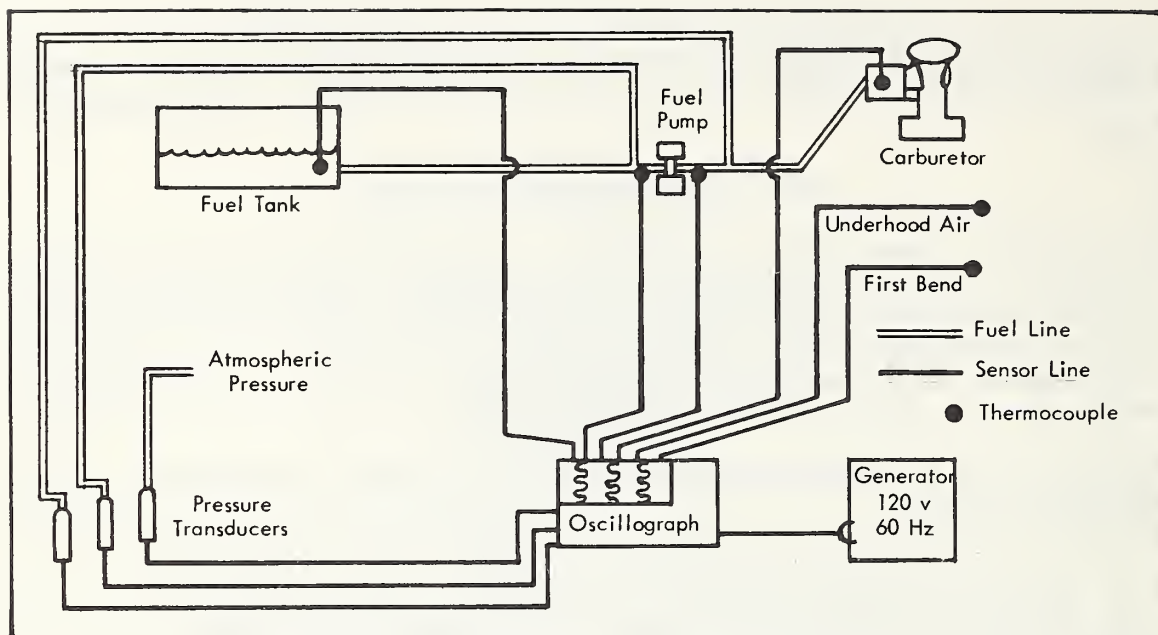 Fuel
Pump
Carburetor
Fuel Tank
Underhood Air
First Bend
Fuel Line
Atmospheric
Pressure
Sensor Line
Thermocouple
Pressure
Transducers
Oscillograph
Generator
120 v
60 Hz